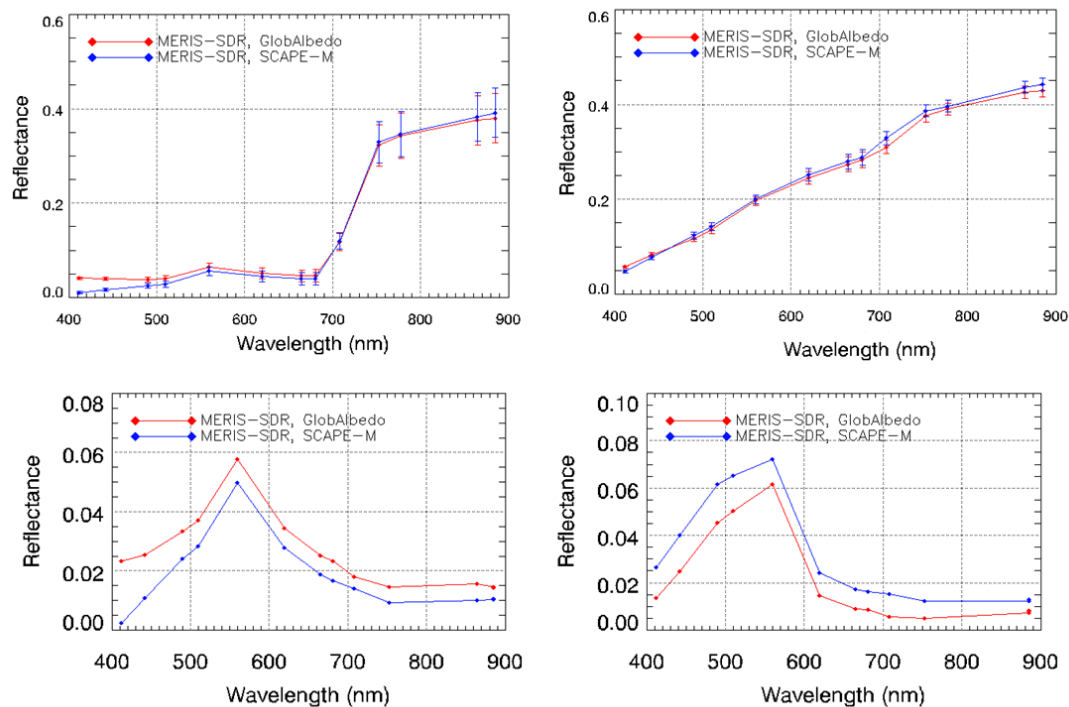 0.6
MERIS-SDR, GlobAlbedo
MERIS-SDR, SCAPE-M
0.4
Reflectance
0.2
0.0
400 500 600 700 800 900
Wavelength (nm)
0.6
MERIS-SDR, GlobAlbedo
MERIS-SDR, SCAPE-M
0.4
Reflectance
0.2
0.0
400 500 600 700 800 900
Wavelength (nm)
0.08
MERIS-SDR, GlobAlbedo
MERIS-SDR, SCAPE-M
0.06
Reflectance
0.04
0.02
0.00
400 500 600 700 800 900
Wavelength (nm)
0.10
MERIS-SDR, GlobAlbedo
MERIS-SDR, SCAPE-M
0.08
Reflectance
0.06
0.04
0.02
0.00
400 500 600 700 800 900
Wavelength (nm)